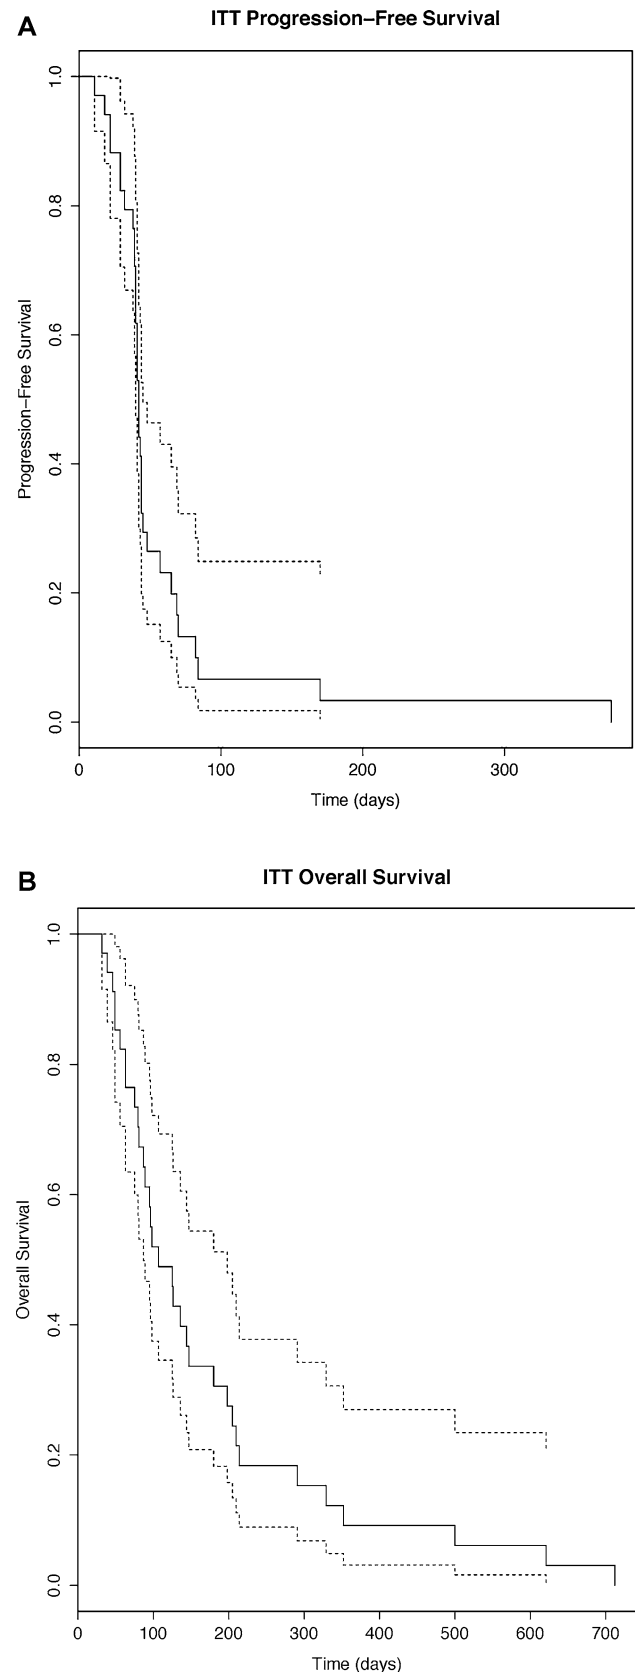 A
ITT Progression–Free Survival
Progression–Free Survival
1.0
0.8
0.6
0.4
0.2
0.0
0 100 200 300
Time (days)
B
ITT Overall Survival
Overall Survival
1.0
0.8
0.6
0.4
0.2
0.0
0 100 200 300 400 500 600 700
Time (days)